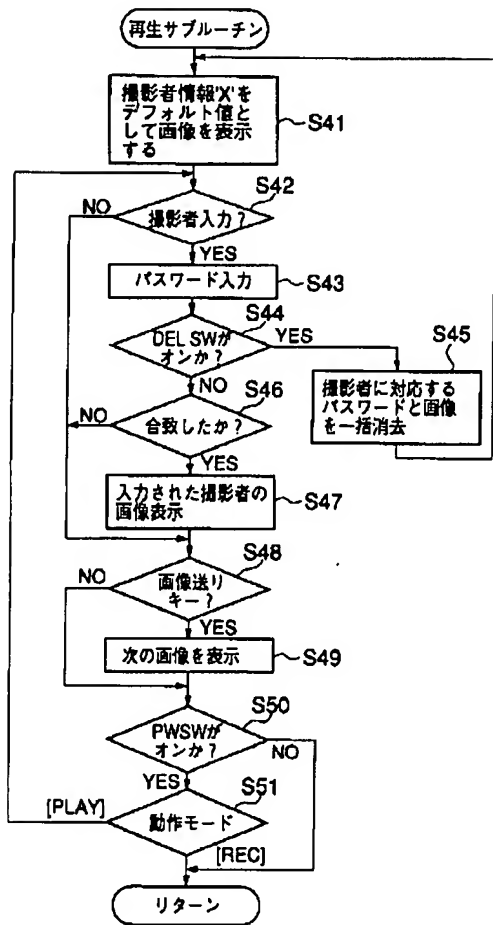 再生サブルーチン
撮影者情報'X'を
デフォルト値と
して画像を表示
する
S41
S42
NO
撮影者入力？
YES
パスワード入力
S43
S44
DEL SWが
オンか？
YES
S45
NO
撮影者に対応する
パスワードと画像
を一括消去
S46
NO
合致したか？
YES
入力された撮影者の
画像表示
S47
S48
NO
画像送り
キー？
YES
次の画像を表示
S49
S50
PWSWが
オンか？
NO
YES
S51
[PLAY]
動作モード
[REC]
リターン